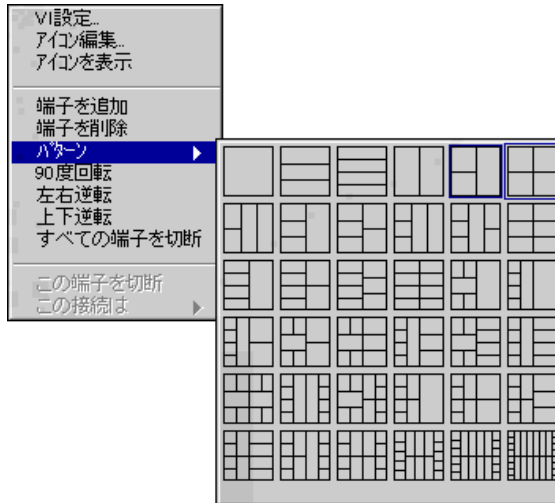 VI設定...
アイコン編集...
アイコンを表示
端子を追加
端子を削除
パターン
90度回転
左右逆転
上下逆転
すべての端子を切断
この端子を切断
この接続は